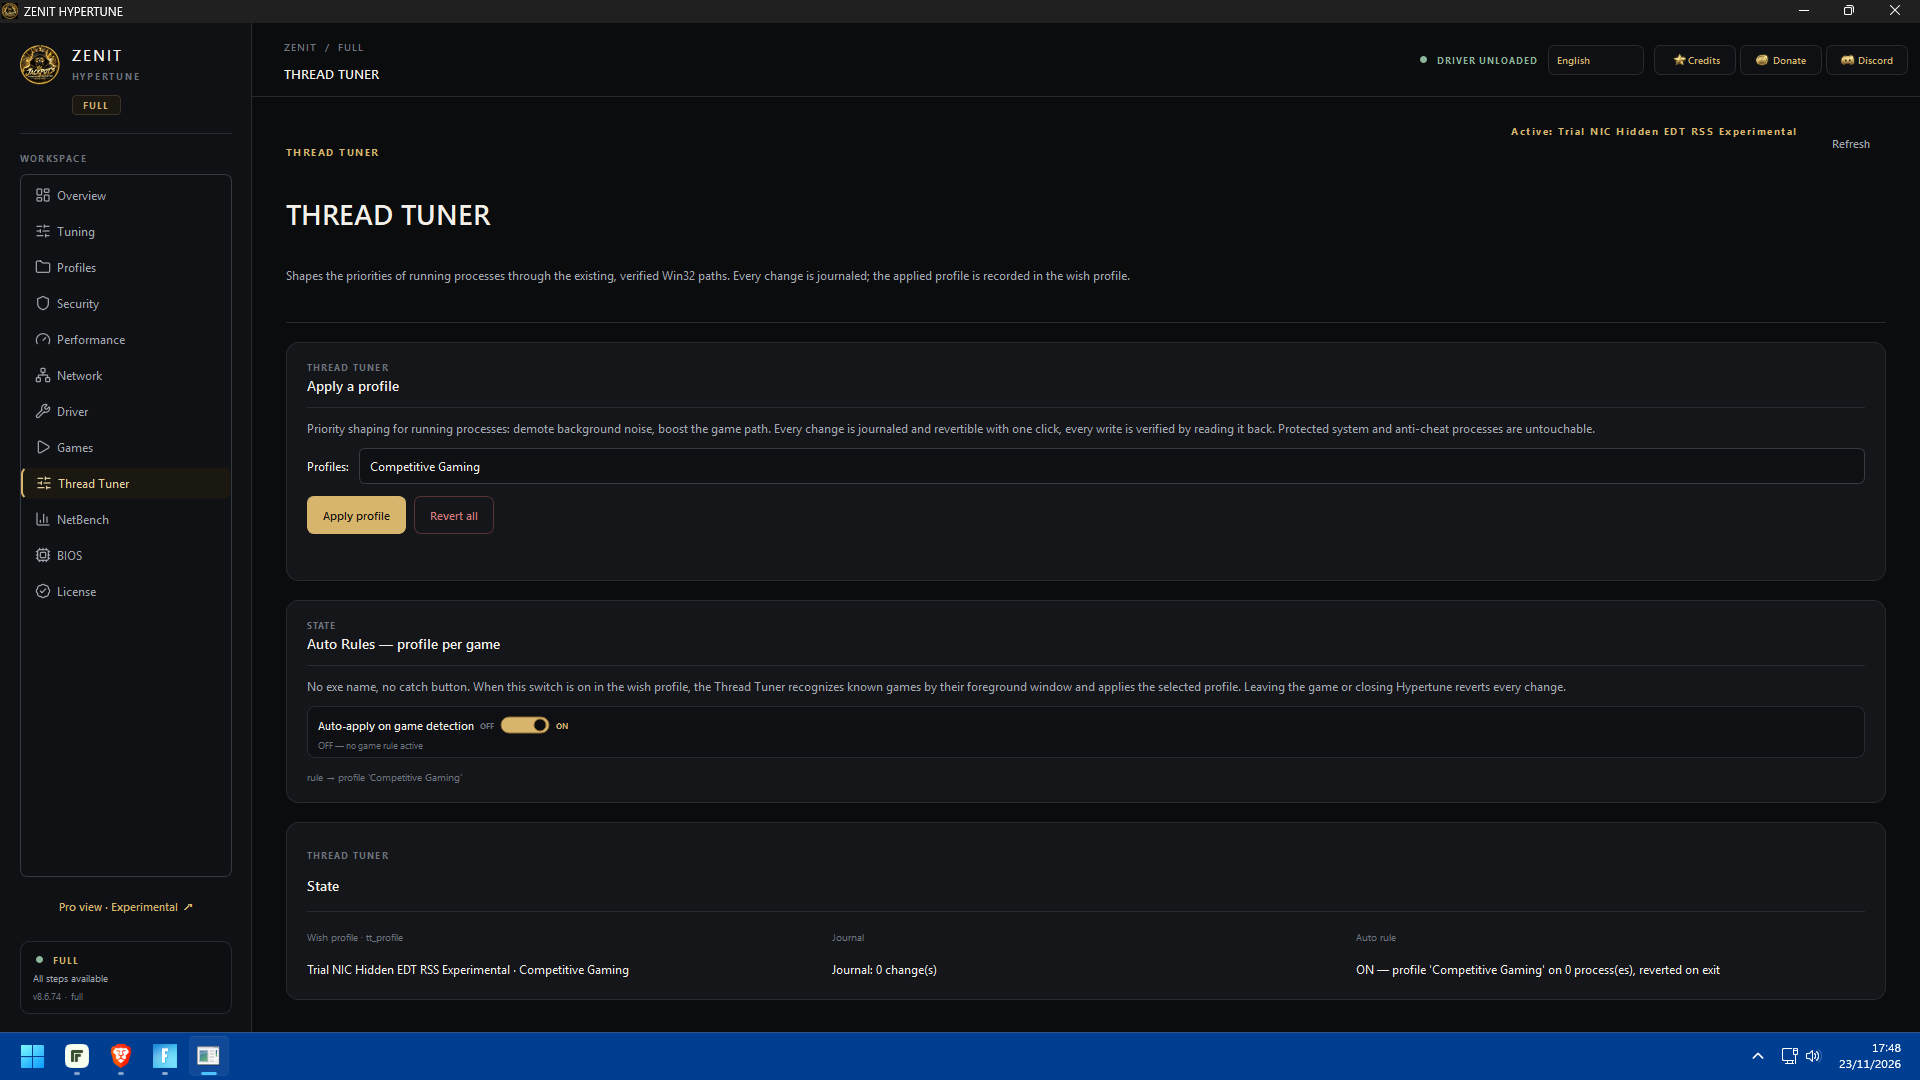 ZENIT HYPERTUNE
ZENIT
HYPERTUNE
FULL
WORKSPACE
Overview
Tuning
Profiles
Security
Performance
Network
Driver
Games
Thread Tuner
NetBench
BIOS
License
Pro view · Experimental ↗
FULL
All steps available
v8.6.74 · full
ZENIT / FULL
THREAD TUNER
DRIVER UNLOADED
English
Credits
Donate
Discord
THREAD TUNER
Active: Trial NIC Hidden EDT RSS Experimental
Refresh
THREAD TUNER
Shapes the priorities of running processes through the existing, verified Win32 paths. Every change is journaled; the applied profile is recorded in the wish profile.
THREAD TUNER
Apply a profile
Priority shaping for running processes: demote background noise, boost the game path. Every change is journaled and revertible with one click, every write is verified by reading it back. Protected system and anti-cheat processes are untouchable.
Profiles: Competitive Gaming
Apply profile
Revert all
STATE
Auto Rules — profile per game
No exe name, no catch button. When this switch is on in the wish profile, the Thread Tuner recognizes known games by their foreground window and applies the selected profile. Leaving the game or closing Hypertune reverts every change.
Auto-apply on game detection OFF ON
OFF — no game rule active
rule → profile 'Competitive Gaming'
THREAD TUNER
State
Wish profile · tt_profile
Trial NIC Hidden EDT RSS Experimental · Competitive Gaming
Journal
Journal: 0 change(s)
Auto rule
ON — profile 'Competitive Gaming' on 0 process(es), reverted on exit
17:48
23/11/2026